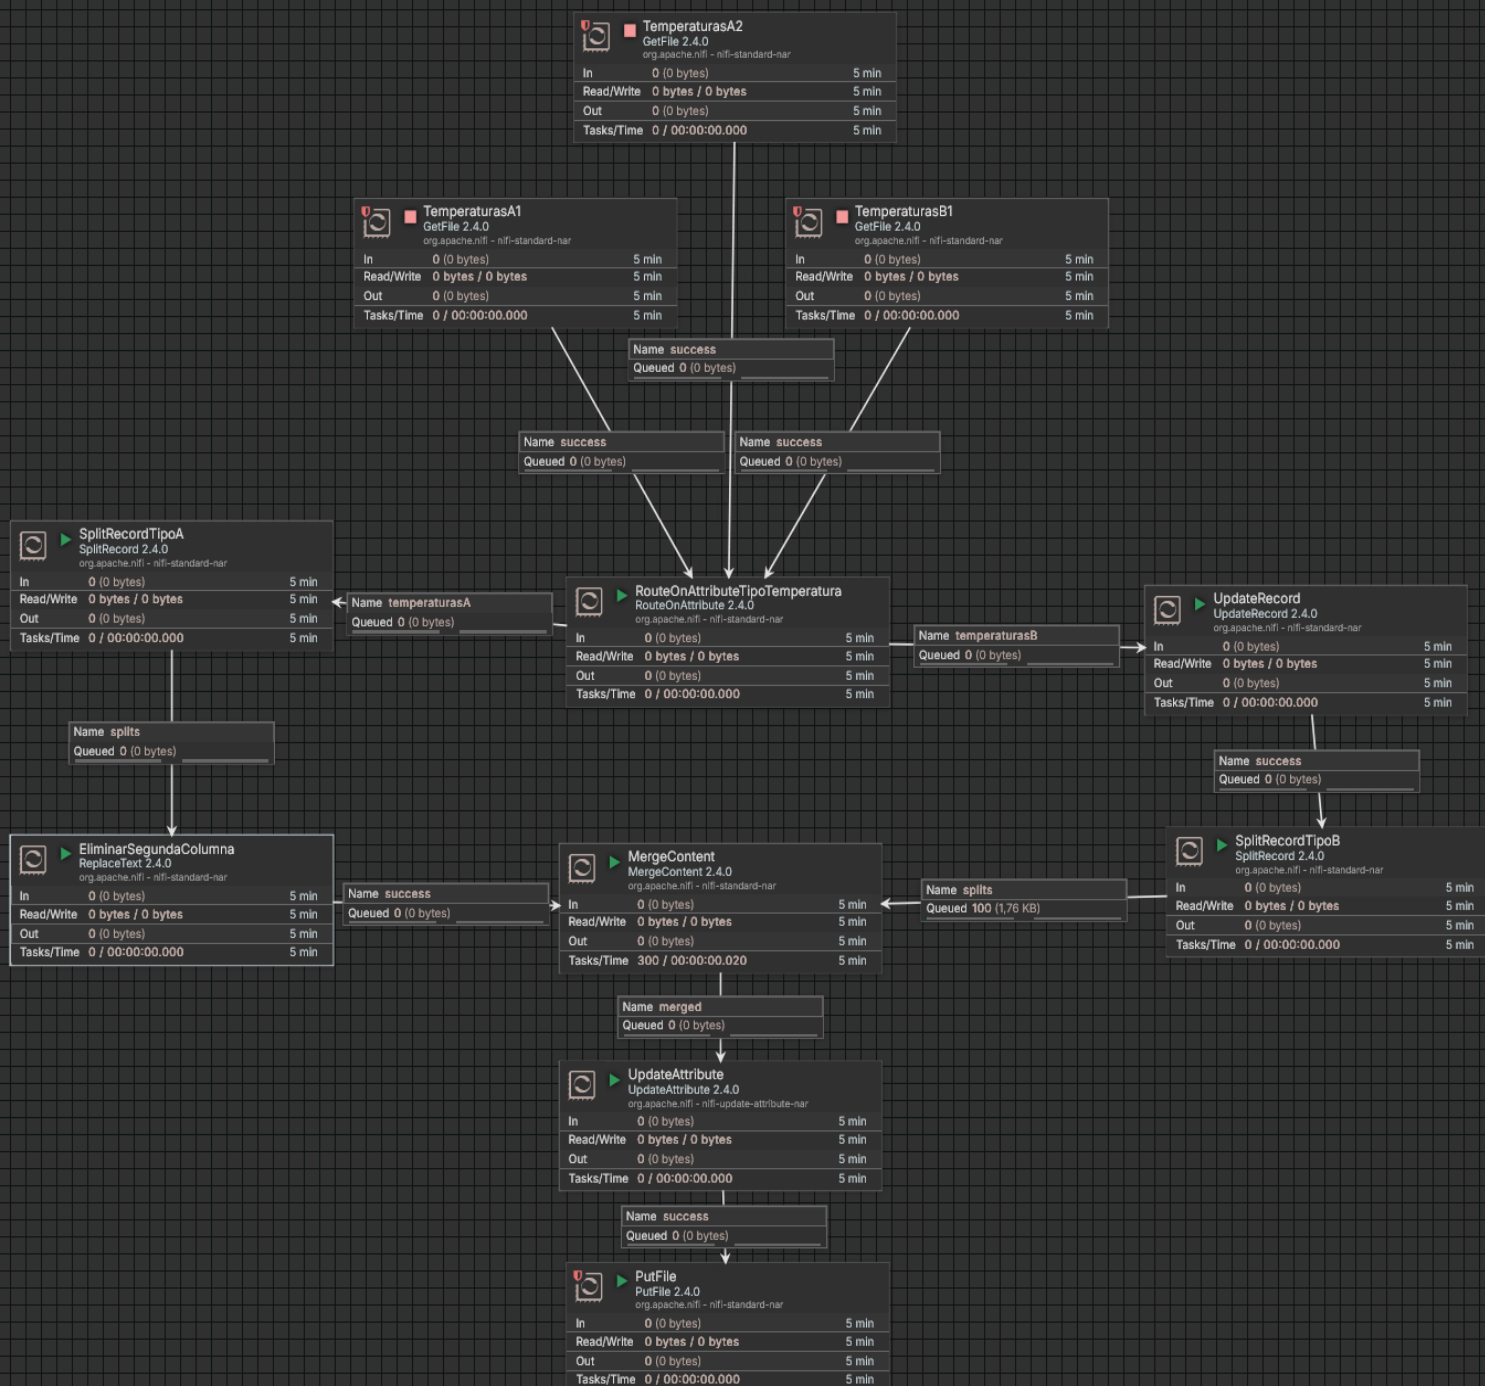 TemperaturasA2
GetFile 2.4.0
org.apache.nifi - nifi-standard-nar
In 0 (0 bytes) 5 min
Read/Write 0 bytes / 0 bytes 5 min
Out 0 (0 bytes) 5 min
Tasks/Time 0 / 00:00:00.000 5 min
TemperaturasA1
GetFile 2.4.0
org.apache.nifi - nifi-standard-nar
In 0 (0 bytes) 5 min
Read/Write 0 bytes / 0 bytes 5 min
Out 0 (0 bytes) 5 min
Tasks/Time 0 / 00:00:00.000 5 min
TemperaturasB1
GetFile 2.4.0
org.apache.nifi - nifi-standard-nar
In 0 (0 bytes) 5 min
Read/Write 0 bytes / 0 bytes 5 min
Out 0 (0 bytes) 5 min
Tasks/Time 0 / 00:00:00.000 5 min
Name success
Queued 0 (0 bytes)
Name success
Queued 0 (0 bytes)
Name success
Queued 0 (0 bytes)
SplitRecordTipoA
SplitRecord 2.4.0
org.apache.nifi - nifi-standard-nar
In 0 (0 bytes) 5 min
Read/Write 0 bytes / 0 bytes 5 min
Out 0 (0 bytes) 5 min
Tasks/Time 0 / 00:00:00.000 5 min
Name temperaturasA
Queued 0 (0 bytes)
RouteOnAttributeTipoTemperatura
RouteOnAttribute 2.4.0
org.apache.nifi - nifi-standard-nar
In 0 (0 bytes) 5 min
Read/Write 0 bytes / 0 bytes 5 min
Out 0 (0 bytes) 5 min
Tasks/Time 0 / 00:00:00.000 5 min
Name temperaturasB
Queued 0 (0 bytes)
UpdateRecord
UpdateRecord 2.4.0
org.apache.nifi - nifi-standard-nar
In 0 (0 bytes) 5 min
Read/Write 0 bytes / 0 bytes 5 min
Out 0 (0 bytes) 5 min
Tasks/Time 0 / 00:00:00.000 5 min
Name splits
Queued 0 (0 bytes)
Name success
Queued 0 (0 bytes)
EliminarSegundaColumna
ReplaceText 2.4.0
org.apache.nifi - nifi-standard-nar
In 0 (0 bytes) 5 min
Read/Write 0 bytes / 0 bytes 5 min
Out 0 (0 bytes) 5 min
Tasks/Time 0 / 00:00:00.000 5 min
Name success
Queued 0 (0 bytes)
MergeContent
MergeContent 2.4.0
org.apache.nifi - nifi-standard-nar
In 0 (0 bytes) 5 min
Read/Write 0 bytes / 0 bytes 5 min
Out 0 (0 bytes) 5 min
Tasks/Time 300 / 00:00:00.020 5 min
Name splits
Queued 100 (1,76 KB)
SplitRecordTipoB
SplitRecord 2.4.0
org.apache.nifi - nifi-standard-nar
In 0 (0 bytes) 5 min
Read/Write 0 bytes / 0 bytes 5 min
Out 0 (0 bytes) 5 min
Tasks/Time 0 / 00:00:00.000 5 min
Name merged
Queued 0 (0 bytes)
UpdateAttribute
UpdateAttribute 2.4.0
org.apache.nifi - nifi-update-attribute-nar
In 0 (0 bytes) 5 min
Read/Write 0 bytes / 0 bytes 5 min
Out 0 (0 bytes) 5 min
Tasks/Time 0 / 00:00:00.000 5 min
Name success
Queued 0 (0 bytes)
PutFile
PutFile 2.4.0
org.apache.nifi - nifi-standard-nar
In 0 (0 bytes) 5 min
Read/Write 0 bytes / 0 bytes 5 min
Out 0 (0 bytes) 5 min
Tasks/Time 0 / 00:00:00.000 5 min